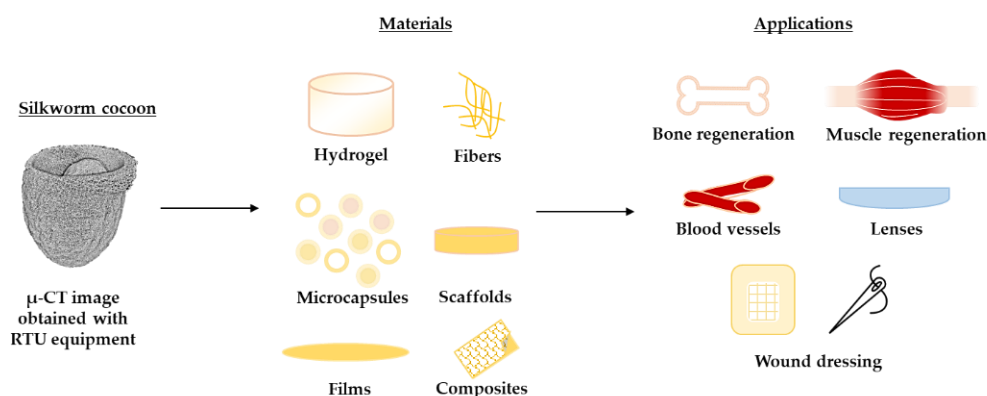 Silkworm cocoon
μ-CT image
obtained with
RTU equipment
Materials
Hydrogel
Fibers
Microcapsules
Scaffolds
Films
Composites
Applications
Bone regeneration
Muscle regeneration
Blood vessels
Lenses
Wound dressing